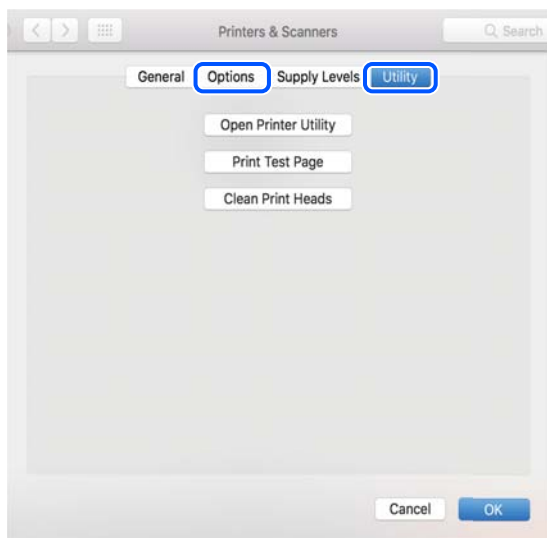 Printers & Scanners Search
General Options Supply Levels Utility
Open Printer Utility
Print Test Page
Clean Print Heads
Cancel OK